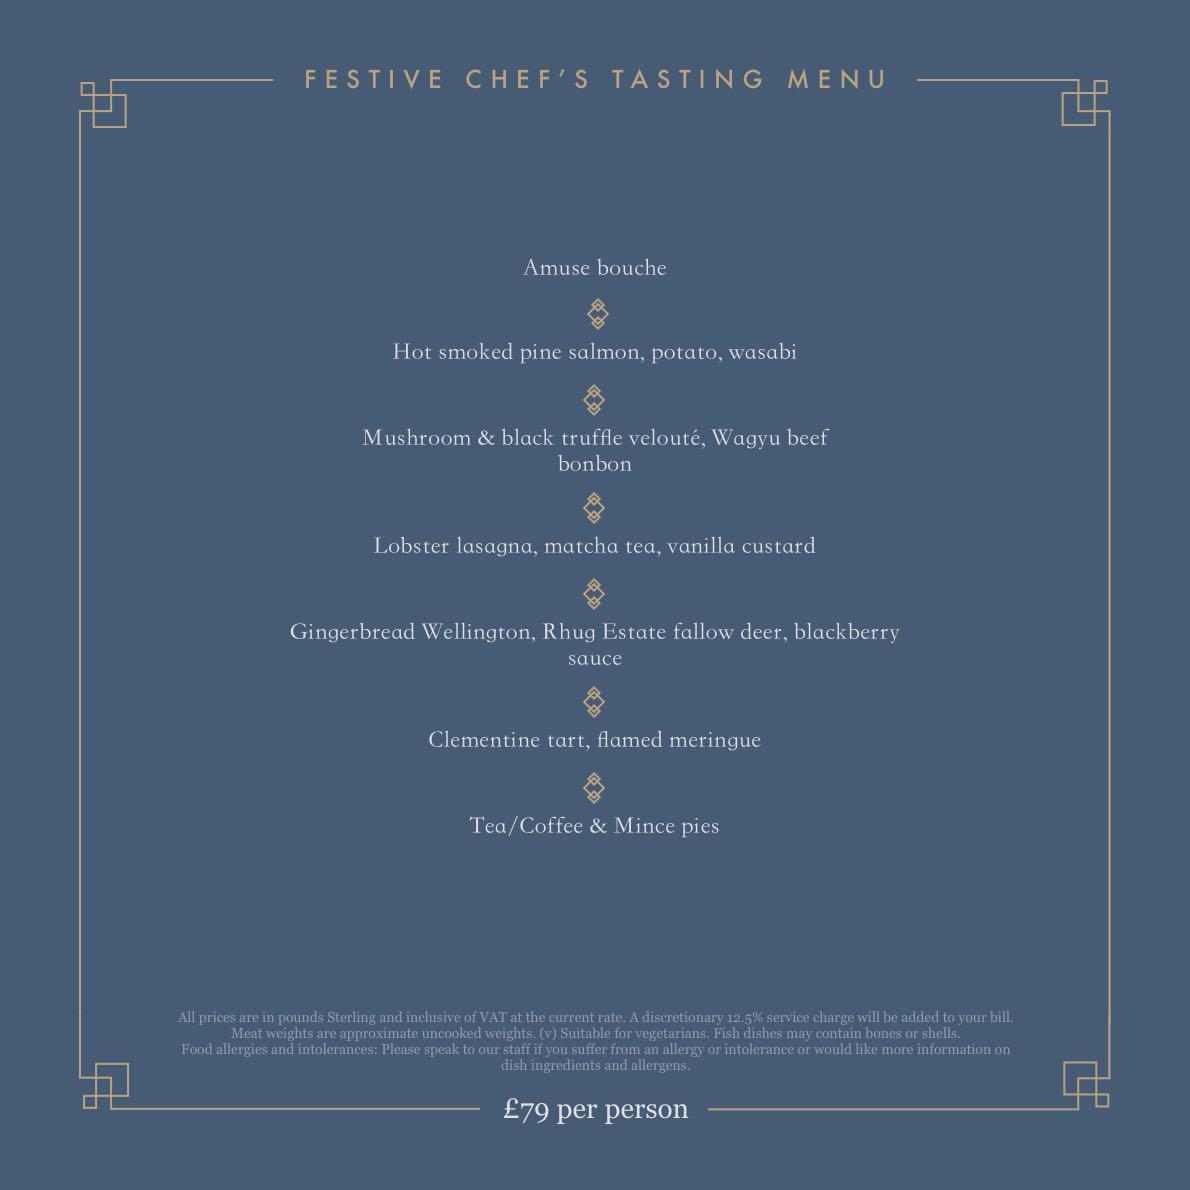 FESTIVE CHEF’S TASTING MENU
Amuse bouche
Hot smoked pine salmon, potato, wasabi
Mushroom & black truffle velouté, Wagyu beef
bonbon
Lobster lasagna, matcha tea, vanilla custard
Gingerbread Wellington, Rhug Estate fallow deer, blackberry
sauce
Clementine tart, flamed meringue
Tea/Coffee & Mince pies
All prices are in pounds Sterling and inclusive of VAT at the current rate. A discretionary 12.5% service charge will be added to your bill.
Meat weights are approximate uncooked weights. (v) Suitable for vegetarians. Fish dishes may contain bones or shells.
Food allergies and intolerances: Please speak to our staff if you suffer from an allergy or intolerance or would like more information on
dish ingredients and allergens.
£79 per person